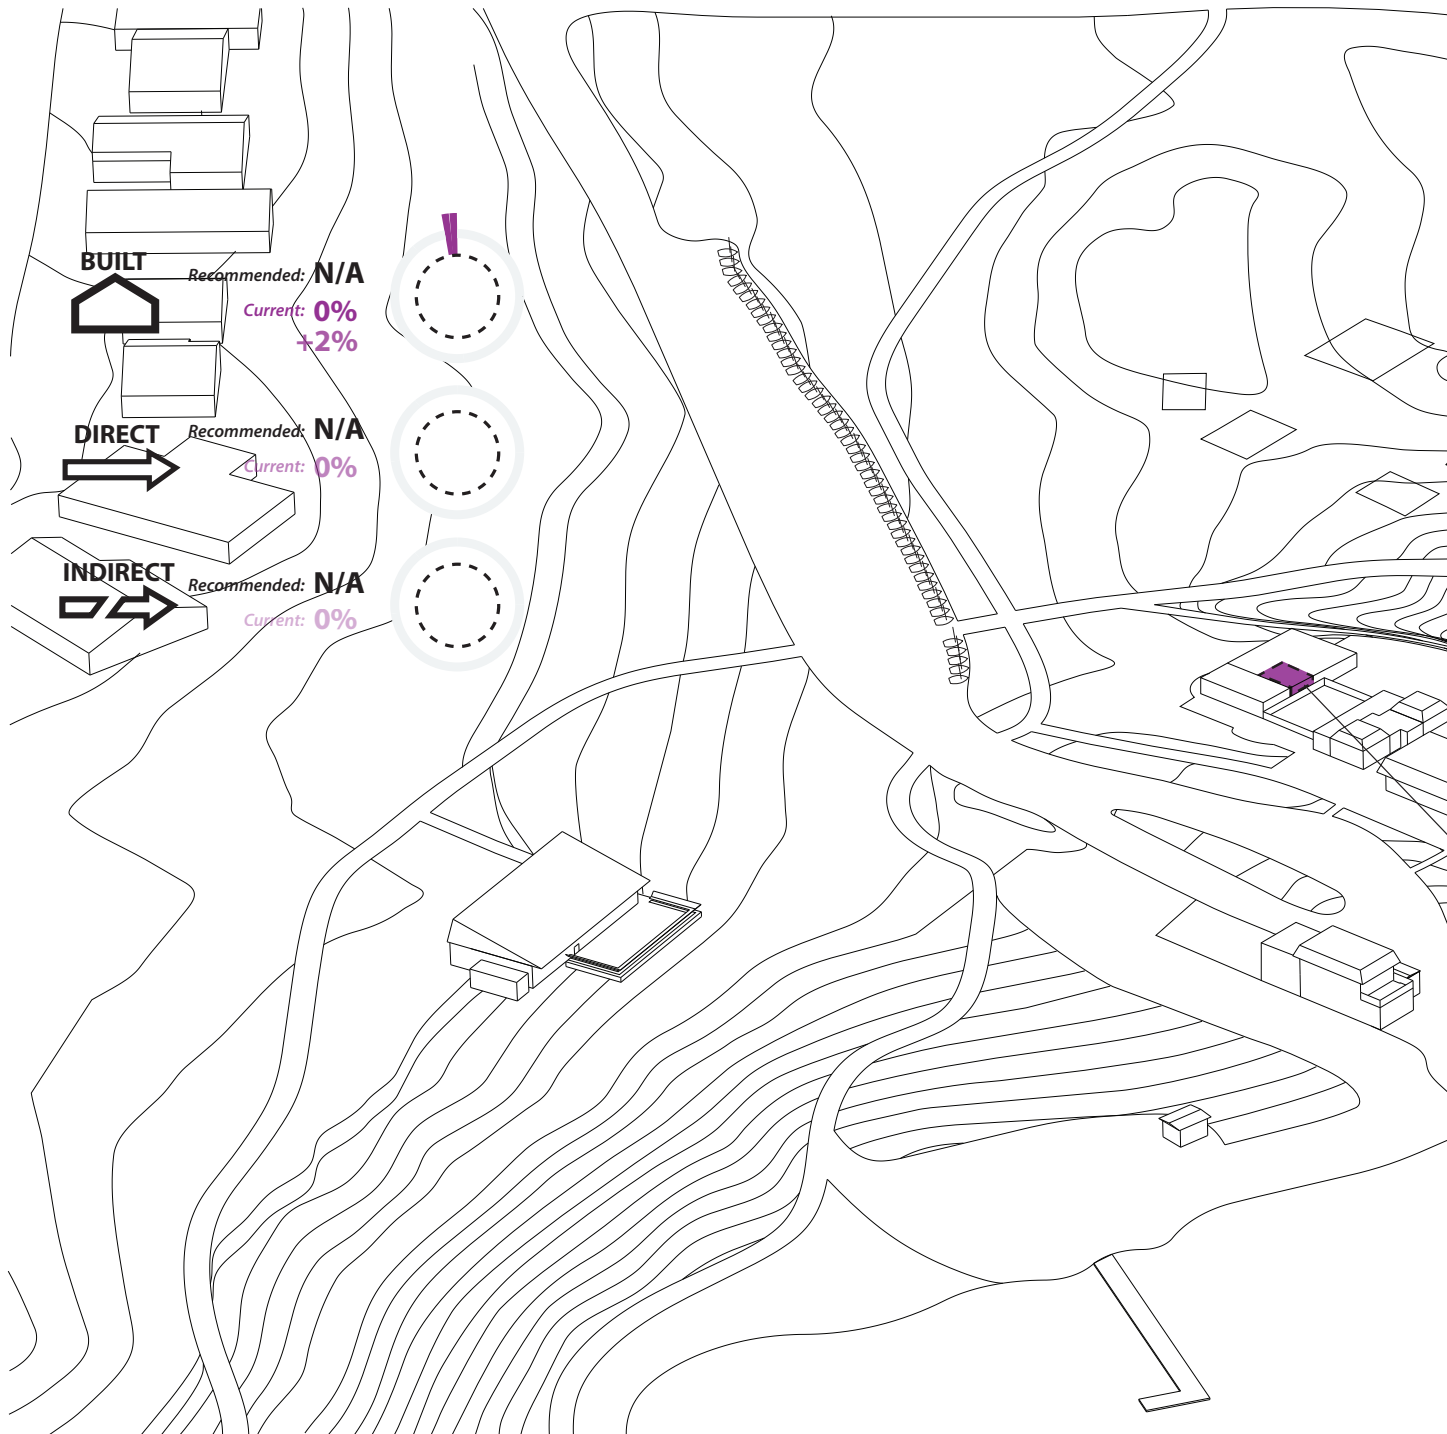 BUILT
Recommended: N/A
Current: 0%
+2%
DIRECT
Recommended: N/A
Current: 0%
INDIRECT
Recommended: N/A
Current: 0%